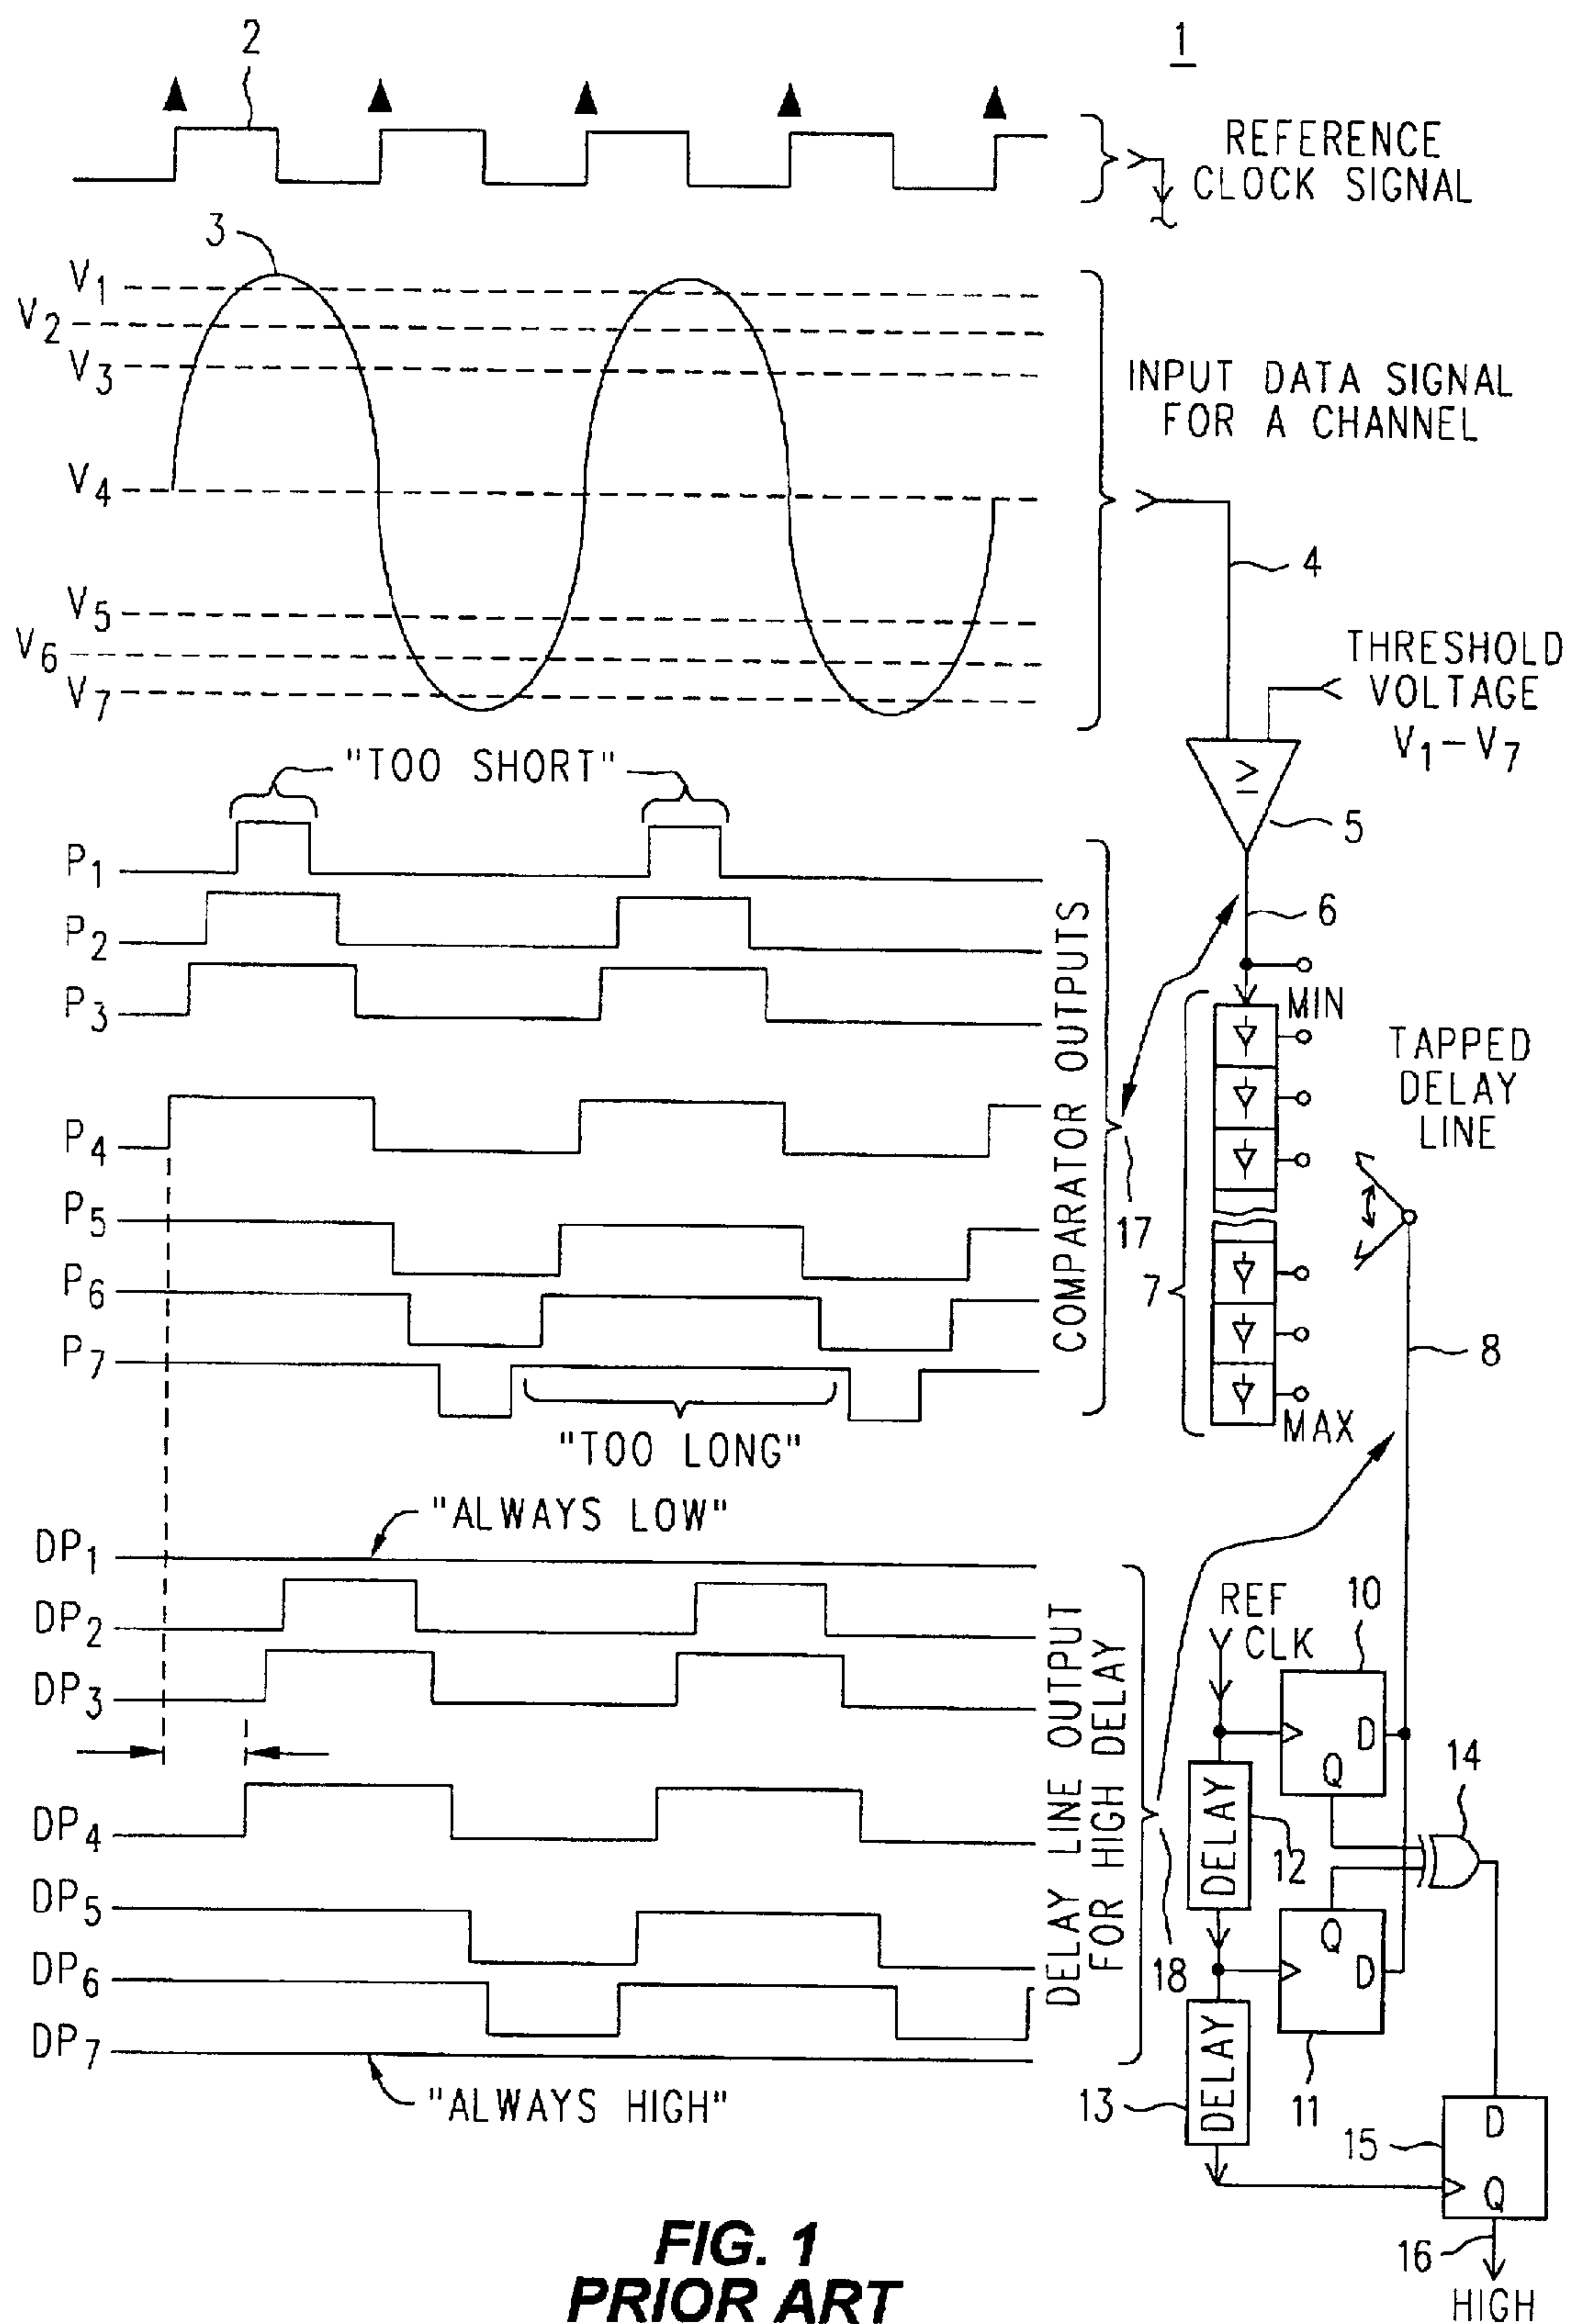 1
2
REFERENCE
CLOCK SIGNAL
3
V1
V2
V3
V4
V5
V6
V7
INPUT DATA SIGNAL
FOR A CHANNEL
4
THRESHOLD
VOLTAGE
V1-V7
≥
5
6
"TOO SHORT"
P1
P2
P3
P4
P5
P6
P7
"TOO LONG"
COMPARATOR OUTPUTS
17
MIN
7
MAX
TAPPED
DELAY
LINE
8
"ALWAYS LOW"
DP1
DP2
DP3
DP4
DP5
DP6
DP7
"ALWAYS HIGH"
DELAY LINE OUTPUT
FOR HIGH DELAY
18
REF
CLK
10
D
Q
DELAY
12
14
Q
D
11
DELAY
13
D
15
Q
16
HIGH
FIG. 1
PRIOR ART